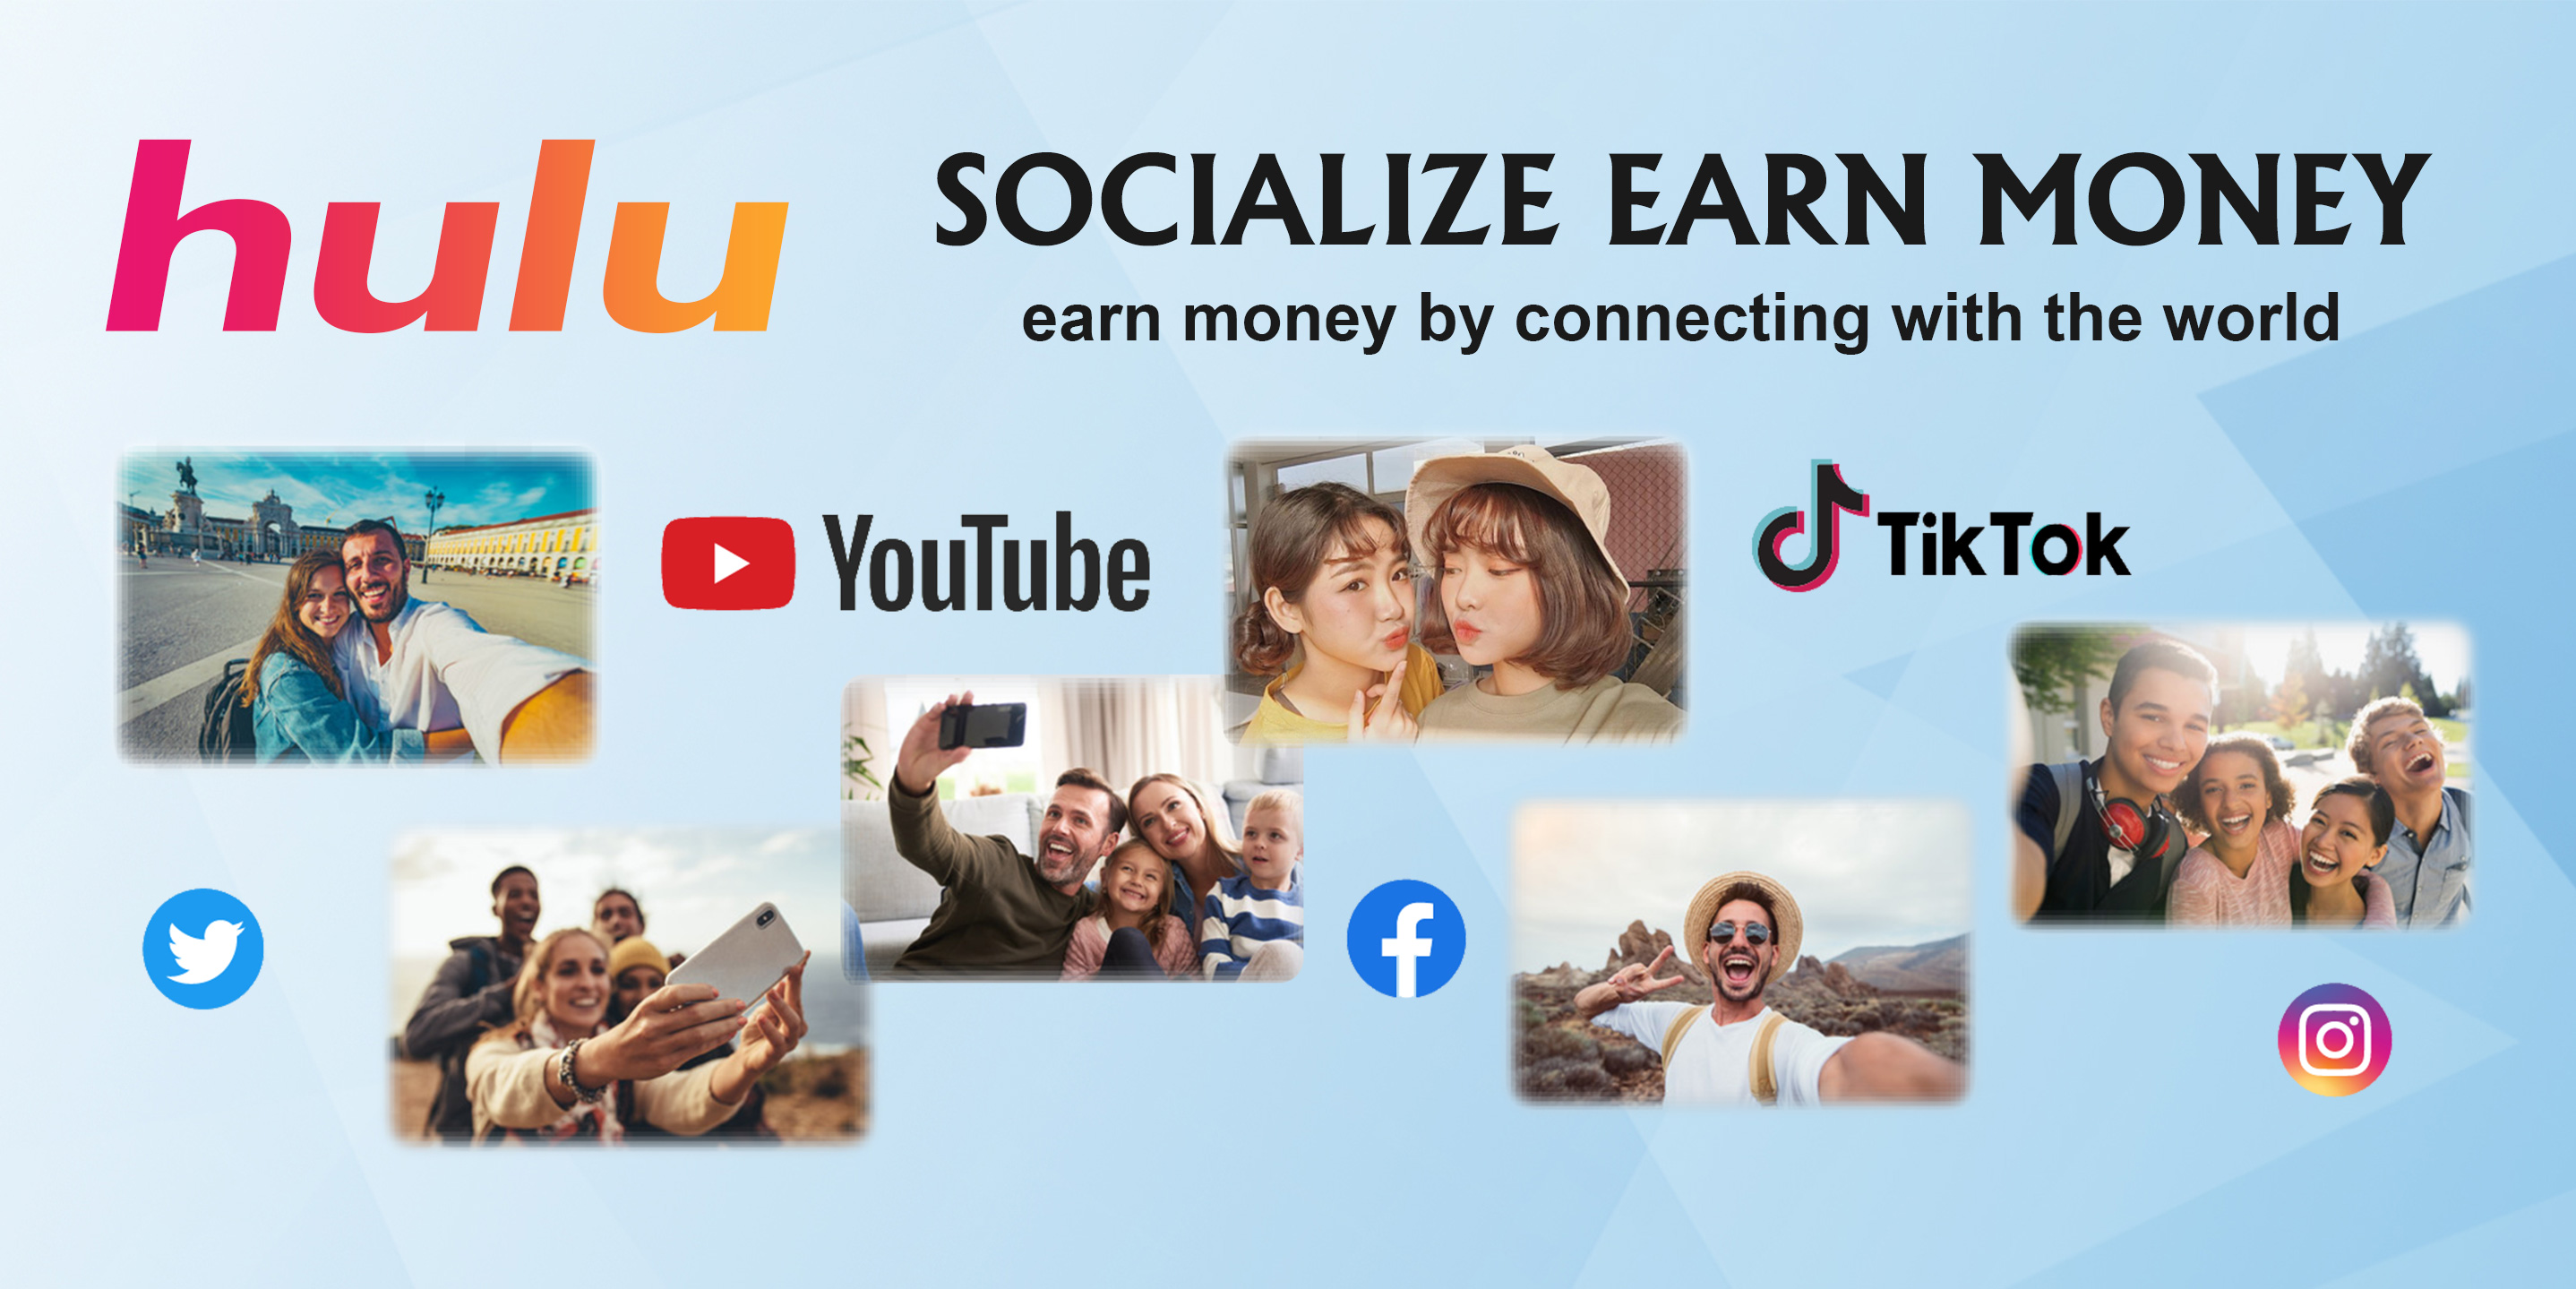 hulu
SOCIALIZE EARN MONEY
earn money by connecting with the world
YouTube
TikTok